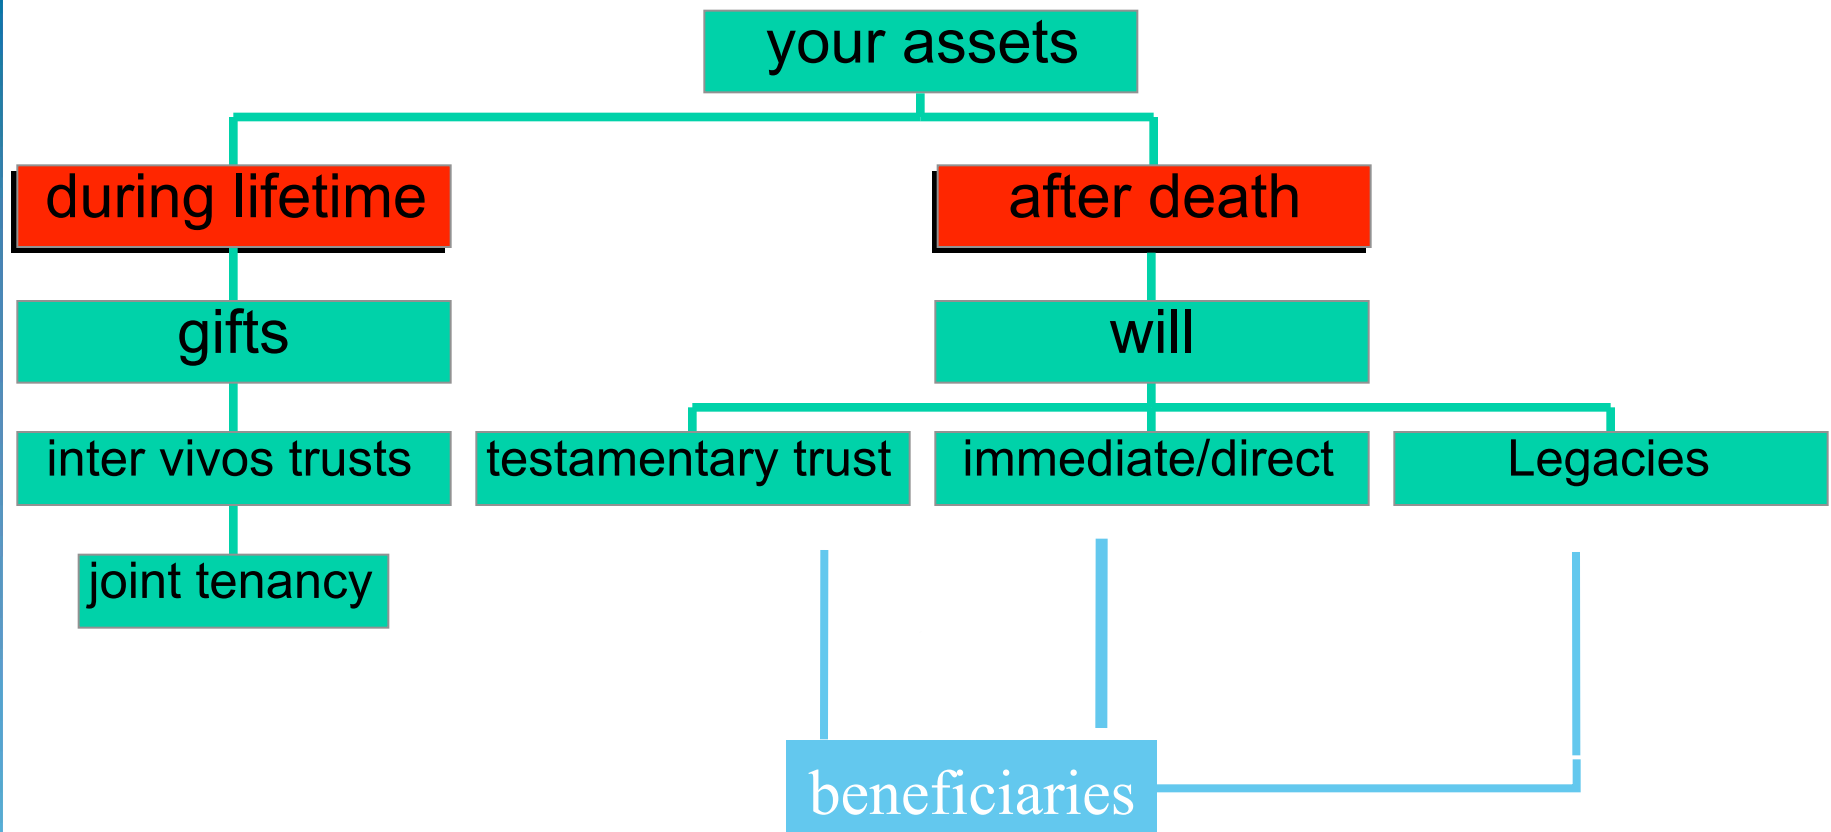 your assets
during lifetime
after death
gifts
will
inter vivos trusts
testamentary trust
immediate/direct
Legacies
joint tenancy
beneficiaries